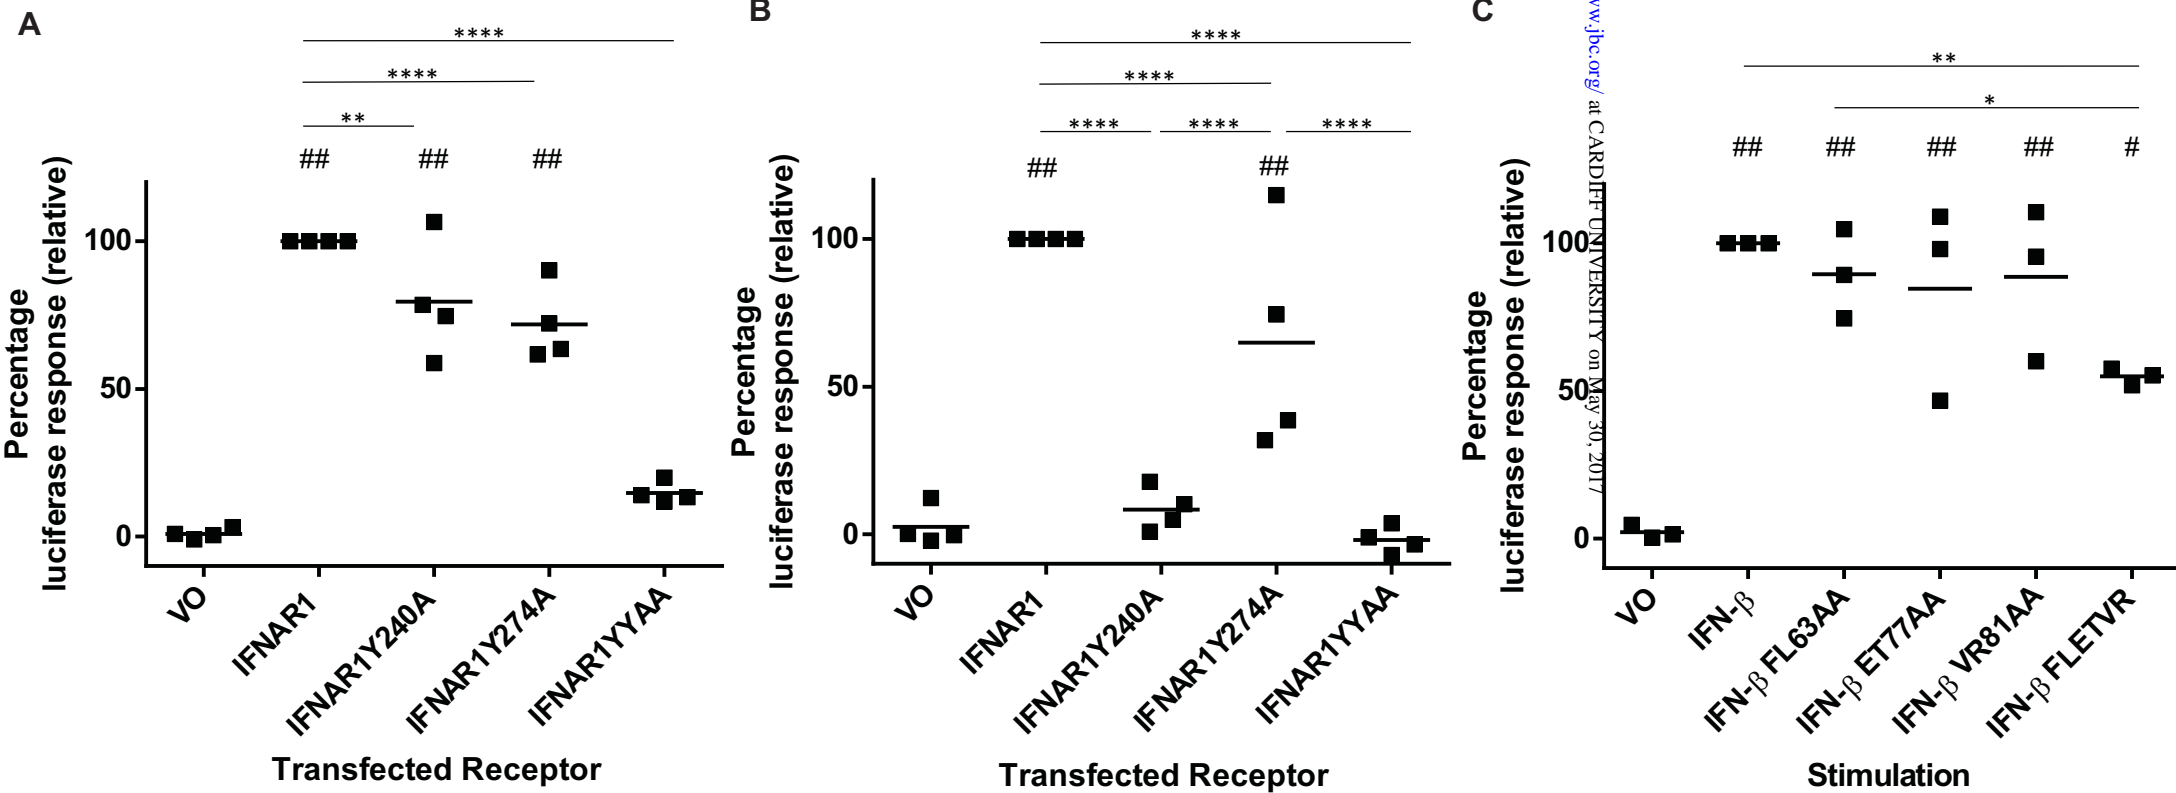 A
****
****
**
## ## ##
Percentage
luciferase response (relative)
100
50
0
VO
IFNAR1
IFNAR1Y240A
IFNAR1Y274A
IFNAR1YYAA
Transfected Receptor
B
****
****
**** **** ****
## ##
Percentage
luciferase response (relative)
100
50
0
VO
IFNAR1
IFNAR1Y240A
IFNAR1Y274A
IFNAR1YYAA
Transfected Receptor
C
**
*
## ## ## ## #
Percentage
luciferase response (relative)
100
50
0
ww.jbc.org/ at CARDIFF UNIVERSITY on May 30, 2017
VO
IFN-β
IFN-β FL63AA
IFN-β ET77AA
IFN-β VR81AA
IFN-β FLETVR
Stimulation